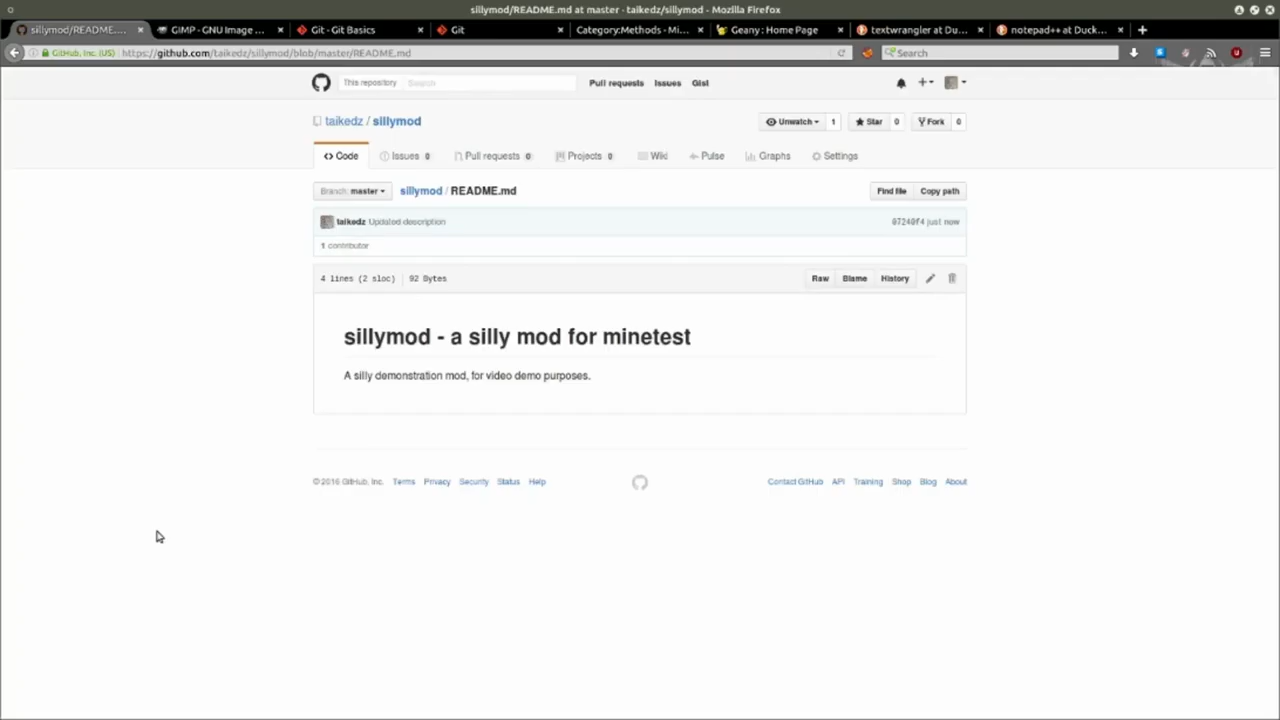 sillymod/README.md at master - taikedz/sillymod - Mozilla Firefox
sillymod/README.... × GIMP - GNU Image ... × Git - Git Basics × Git × Category:Methods - Mi... × Geany : Home Page × textwrangler at Du... × notepad++ at Duck... ×
GitHub, Inc. (US) https://github.com/taikedz/sillymod/blob/master/README.md Search
This repository Search Pull requests Issues Gist
taikedz / sillymod Unwatch 1 Star 0 Fork 0
Code Issues 0 Pull requests 0 Projects 0 Wiki Pulse Graphs Settings
Branch: master sillymod / README.md Find file Copy path
taikedz Updated description 07240f4 just now
1 contributor
4 lines (2 sloc) 92 Bytes Raw Blame History
sillymod - a silly mod for minetest
A silly demonstration mod, for video demo purposes.
© 2016 GitHub, Inc. Terms Privacy Security Status Help Contact GitHub API Training Shop Blog About